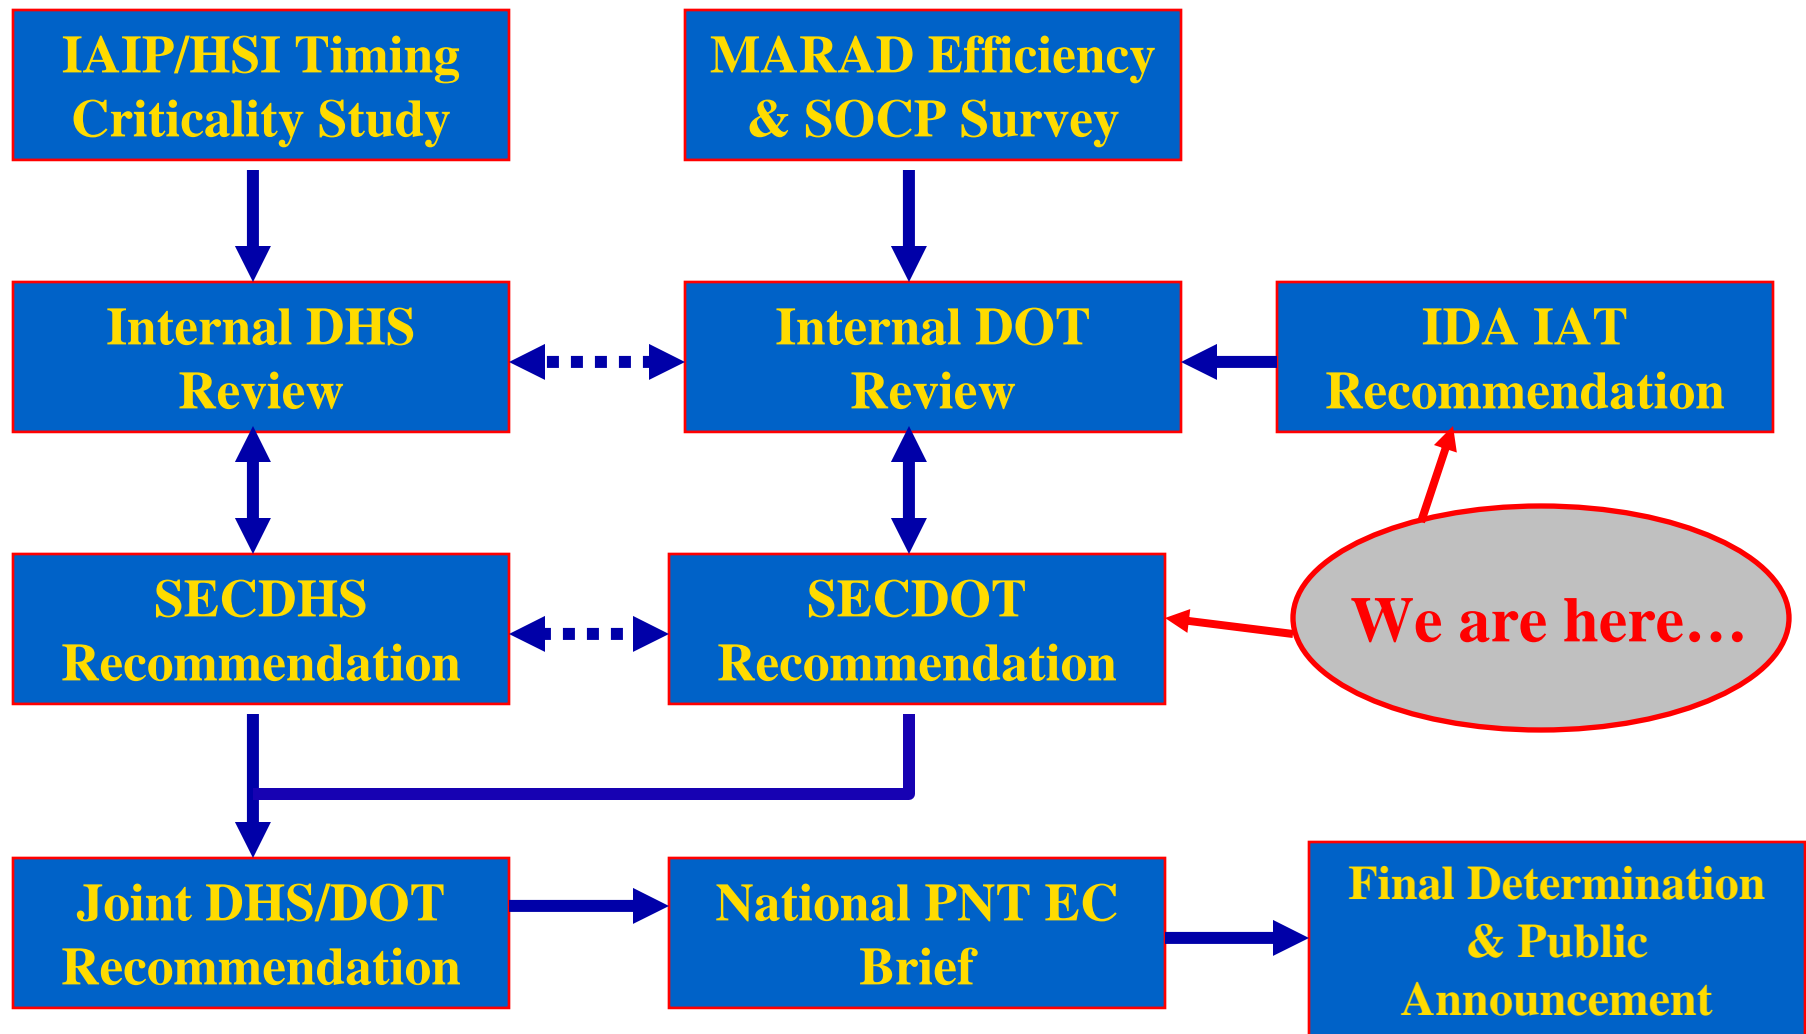 IAIP/HSI Timing
Criticality Study
MARAD Efficiency
& SOCP Survey
Internal DHS
Review
Internal DOT
Review
IDA IAT
Recommendation
SECDHS
Recommendation
SECDOT
Recommendation
We are here…
Joint DHS/DOT
Recommendation
National PNT EC
Brief
Final Determination
& Public
Announcement